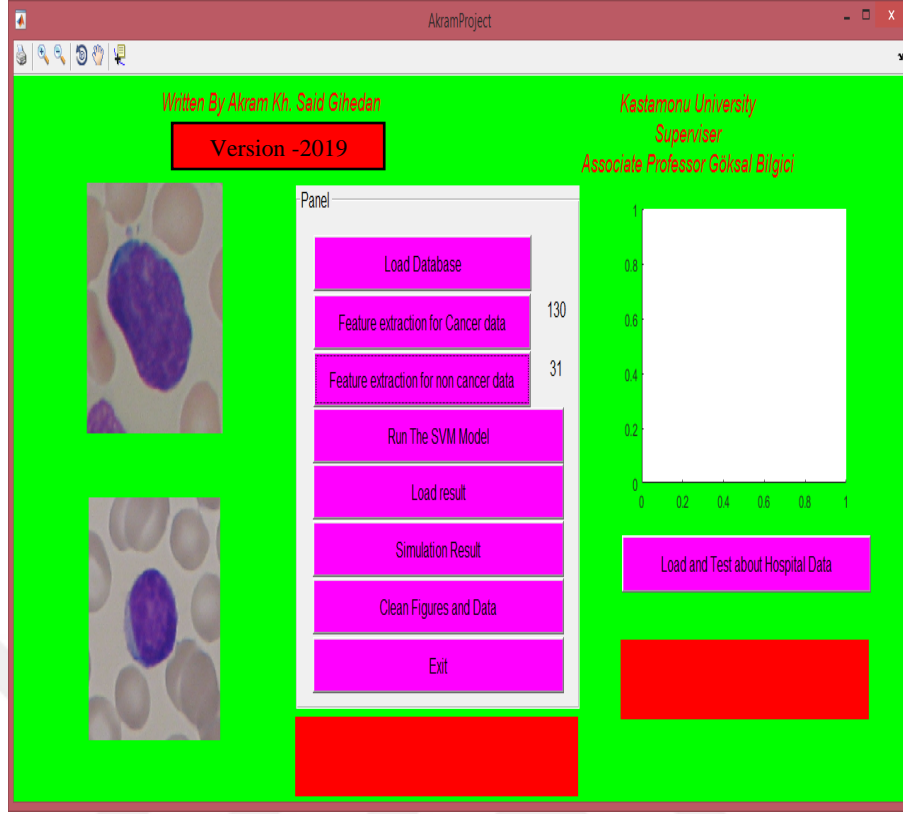 AkramProject
Written By Akram Kh. Said Gihedan
Version -2019
Kastamonu University
Superviser
Associate Professor Göksal Bilgici
Panel
Load Database
Feature extraction for Cancer data
130
Feature extraction for non cancer data
31
Run The SVM Model
Load result
Simulation Result
Clean Figures and Data
Exit
1
0.8
0.6
0.4
0.2
0
0 0.2 0.4 0.6 0.8 1
Load and Test about Hospital Data